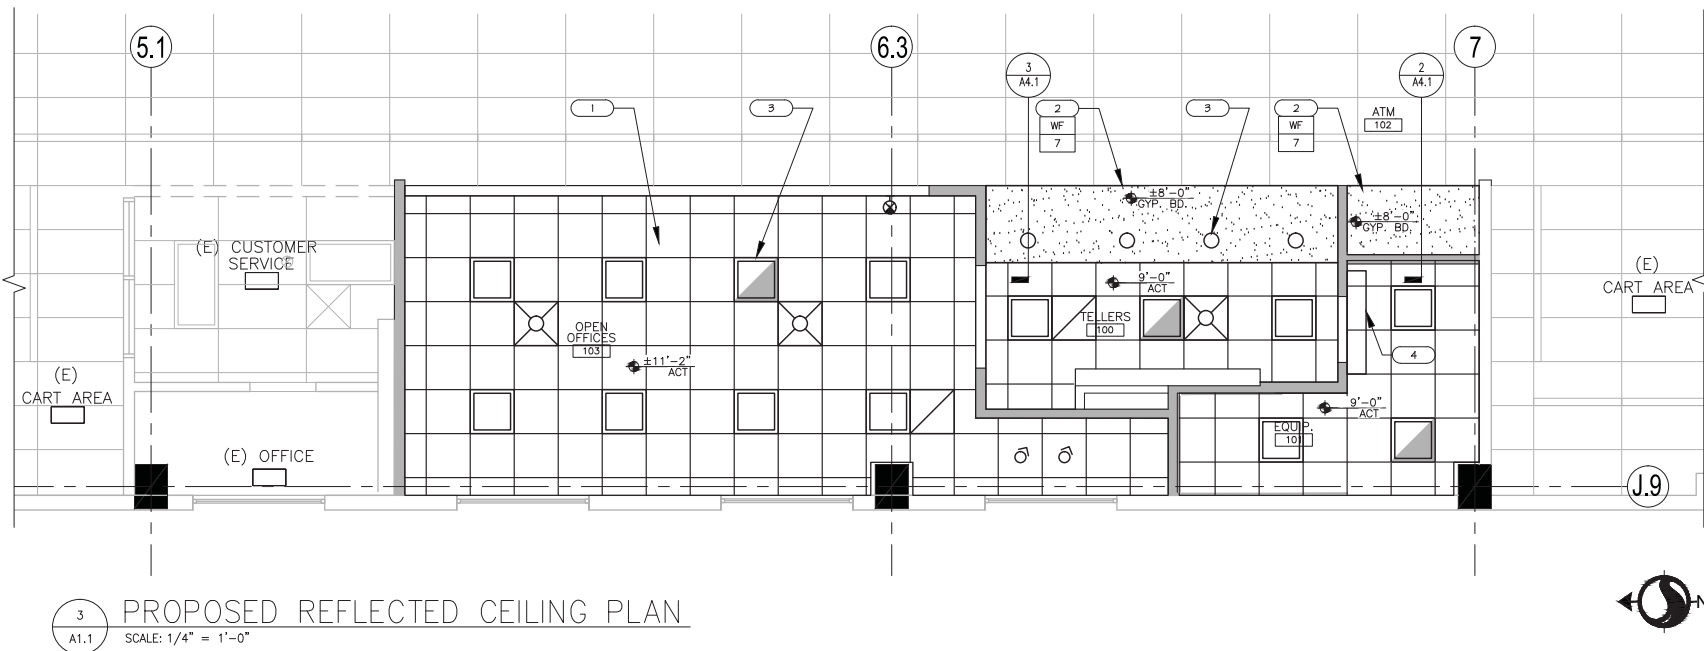 5.1
6.3
7
3
A4.1
2
A4.1
1
3
2
WF
7
3
2
WF
7
ATM
102
±8'-0"
GYP. BD.
±8'-0"
GYP. BD.
(E) CUSTOMER
SERVICE
9'-0"
ACT
(E)
CART AREA
TELLERS
100
OPEN
OFFICES
103
4
±11'-2"
ACT
(E)
CART AREA
9'-0"
ACT
EQUIP.
101
(E) OFFICE
J.9
3
A1.1
PROPOSED REFLECTED CEILING PLAN
SCALE: 1/4" = 1'-0"
N